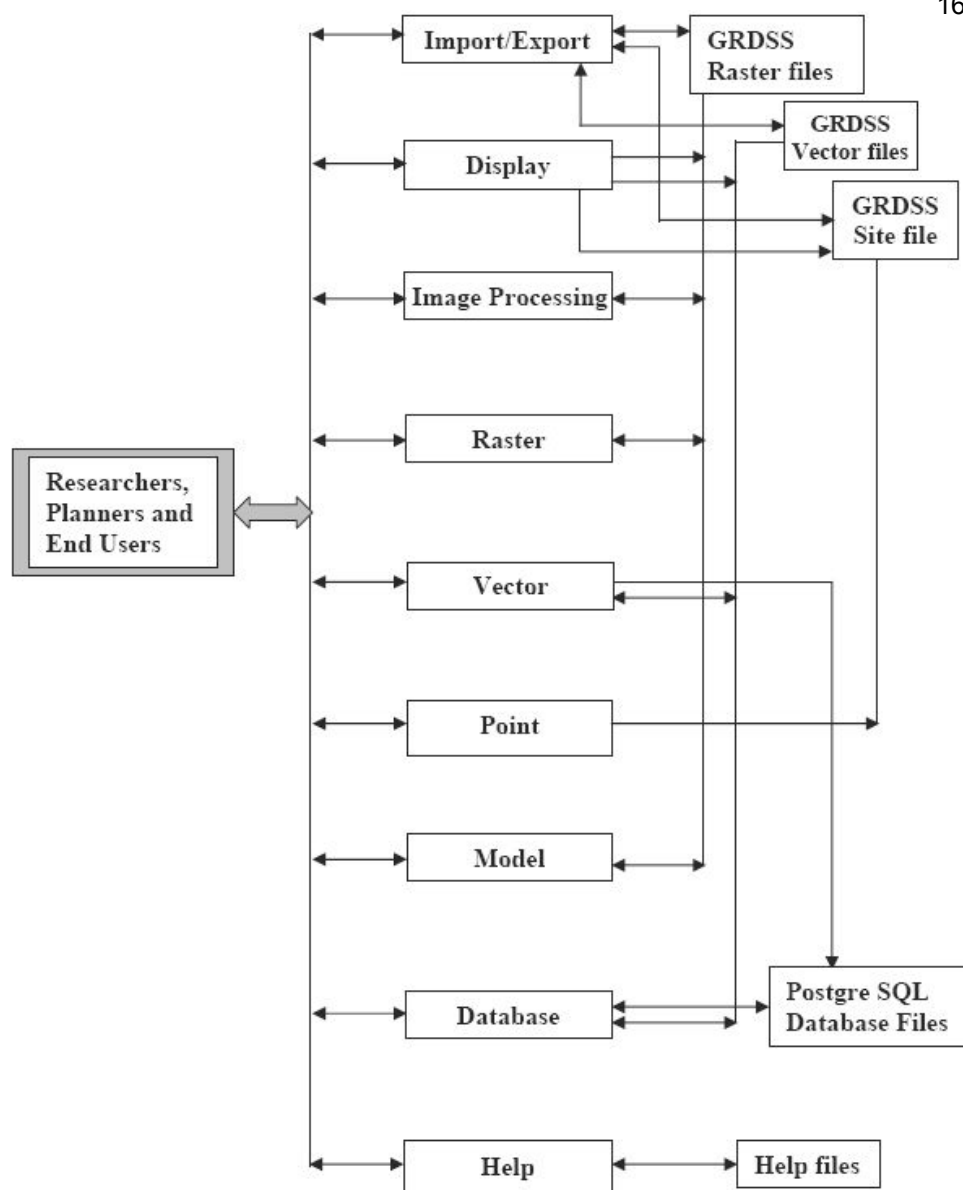 16
Import/Export
GRDSS
Raster files
GRDSS
Vector files
Display
GRDSS
Site file
Image Processing
Raster
Researchers,
Planners and
End Users
Vector
Point
Model
Postgre SQL
Database Files
Database
Help
Help files